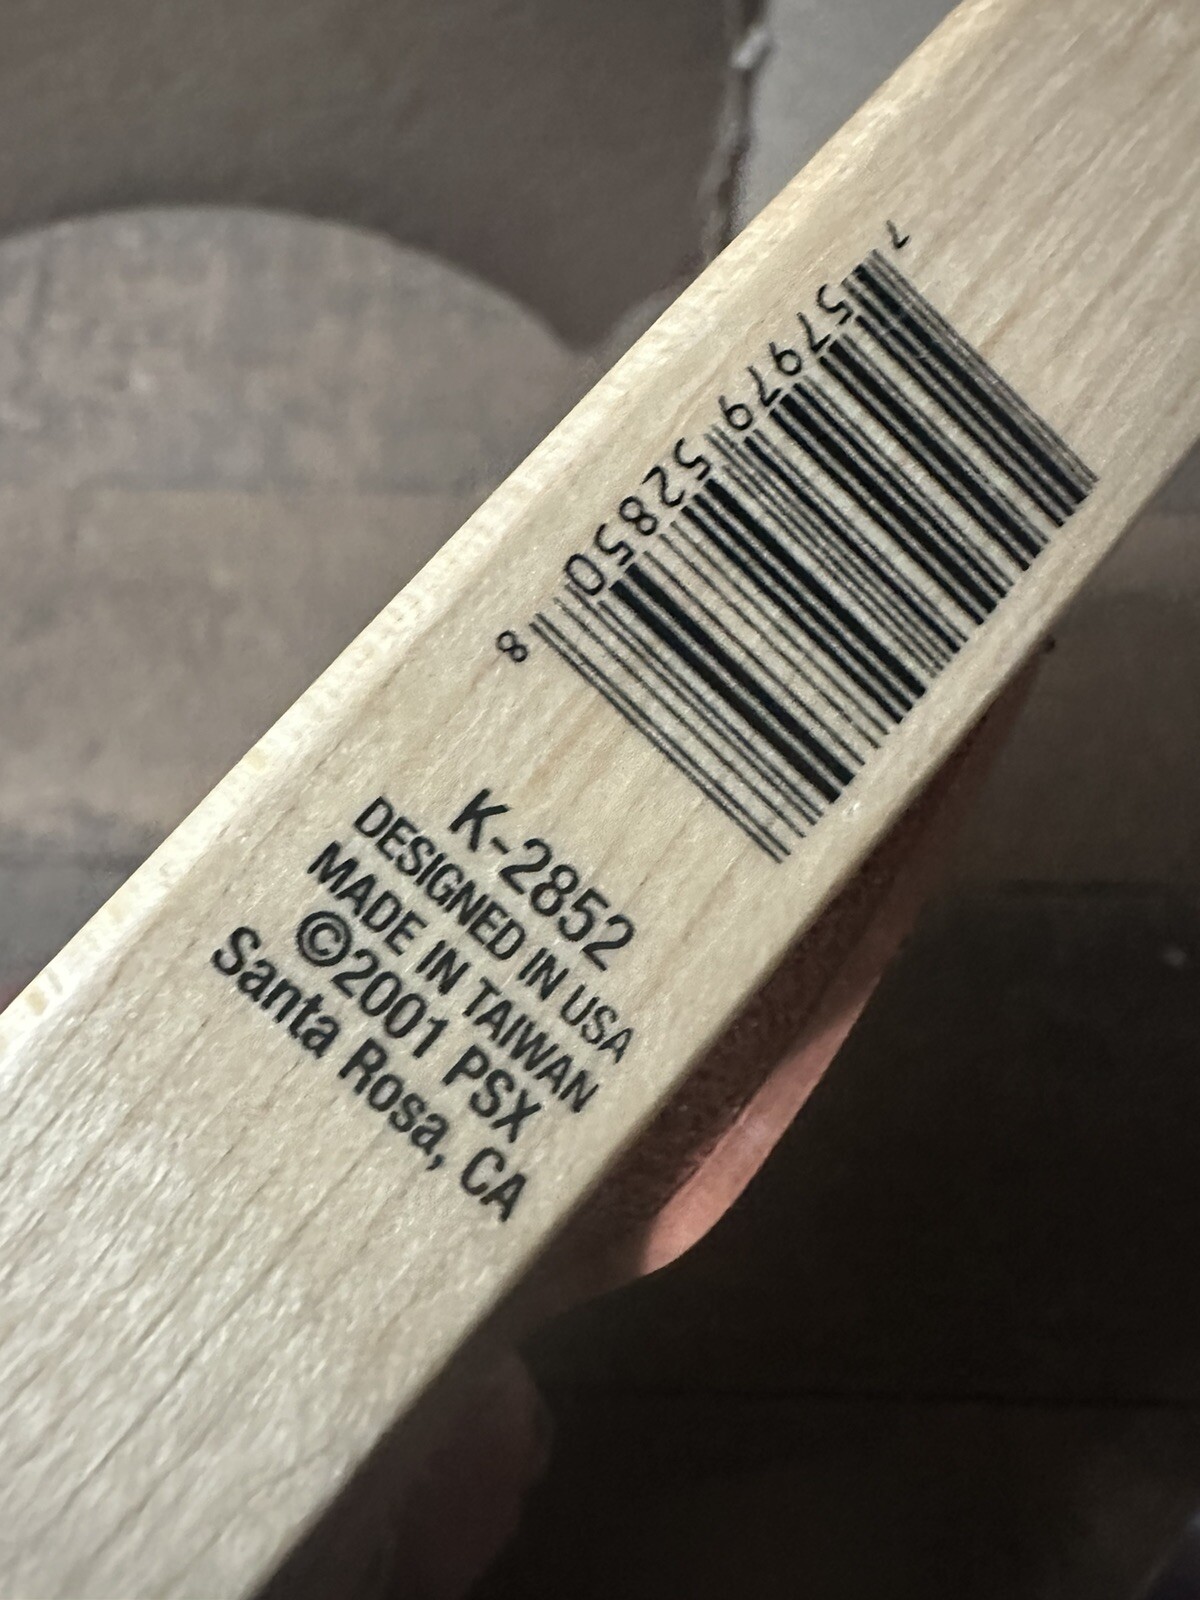 7 57979 52850 8
K-2852
DESIGNED IN USA
MADE IN TAIWAN
©2001 PSX
Santa Rosa, CA